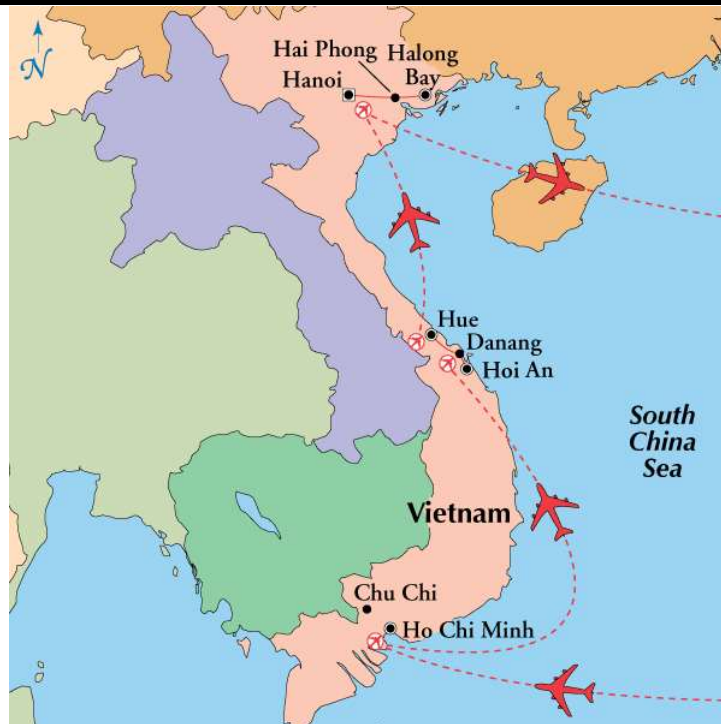 N
Hai Phong
Halong
Bay
Hanoi
Hue
Danang
Hoi An
South
China
Sea
Vietnam
Chu Chi
Ho Chi Minh